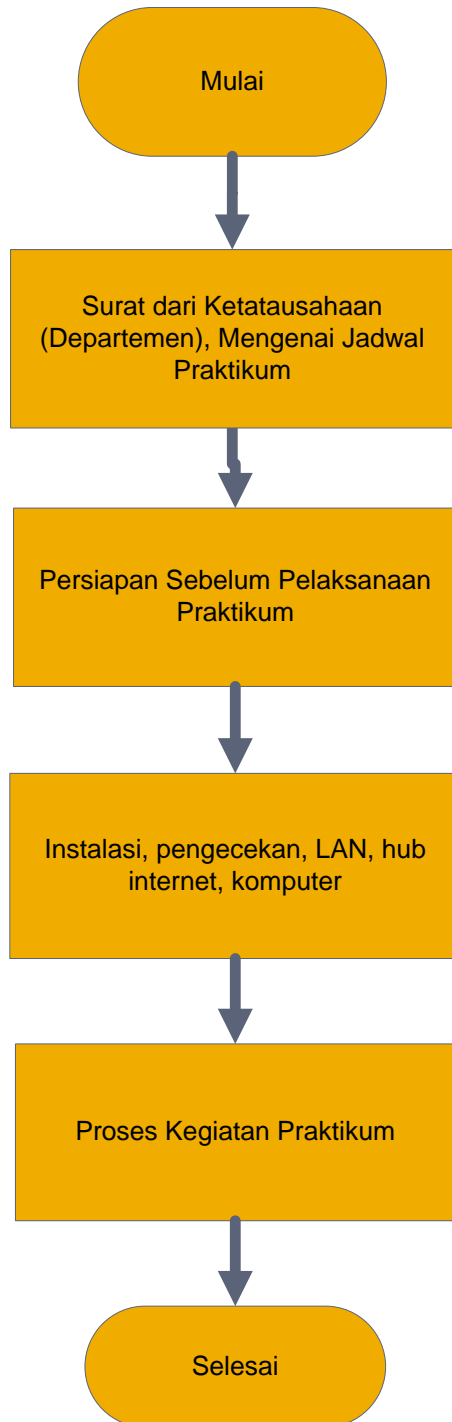 Mulai
Surat dari Ketatausahaan
(Departemen), Mengenai Jadwal
Praktikum
Persiapan Sebelum Pelaksanaan
Praktikum
Instalasi, pengecekan, LAN, hub
internet, komputer
Proses Kegiatan Praktikum
Selesai